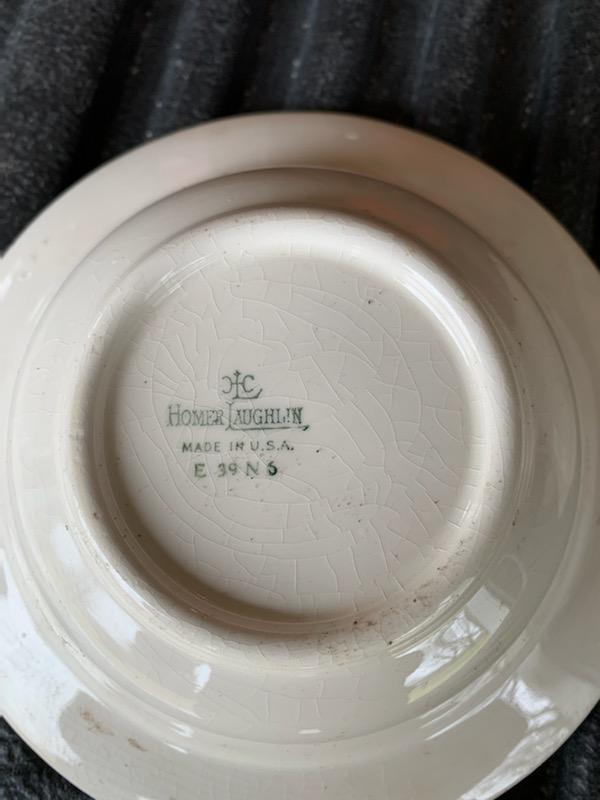 HLC
HOMER LAUGHLIN
MADE IN U.S.A.
E 39 N 6